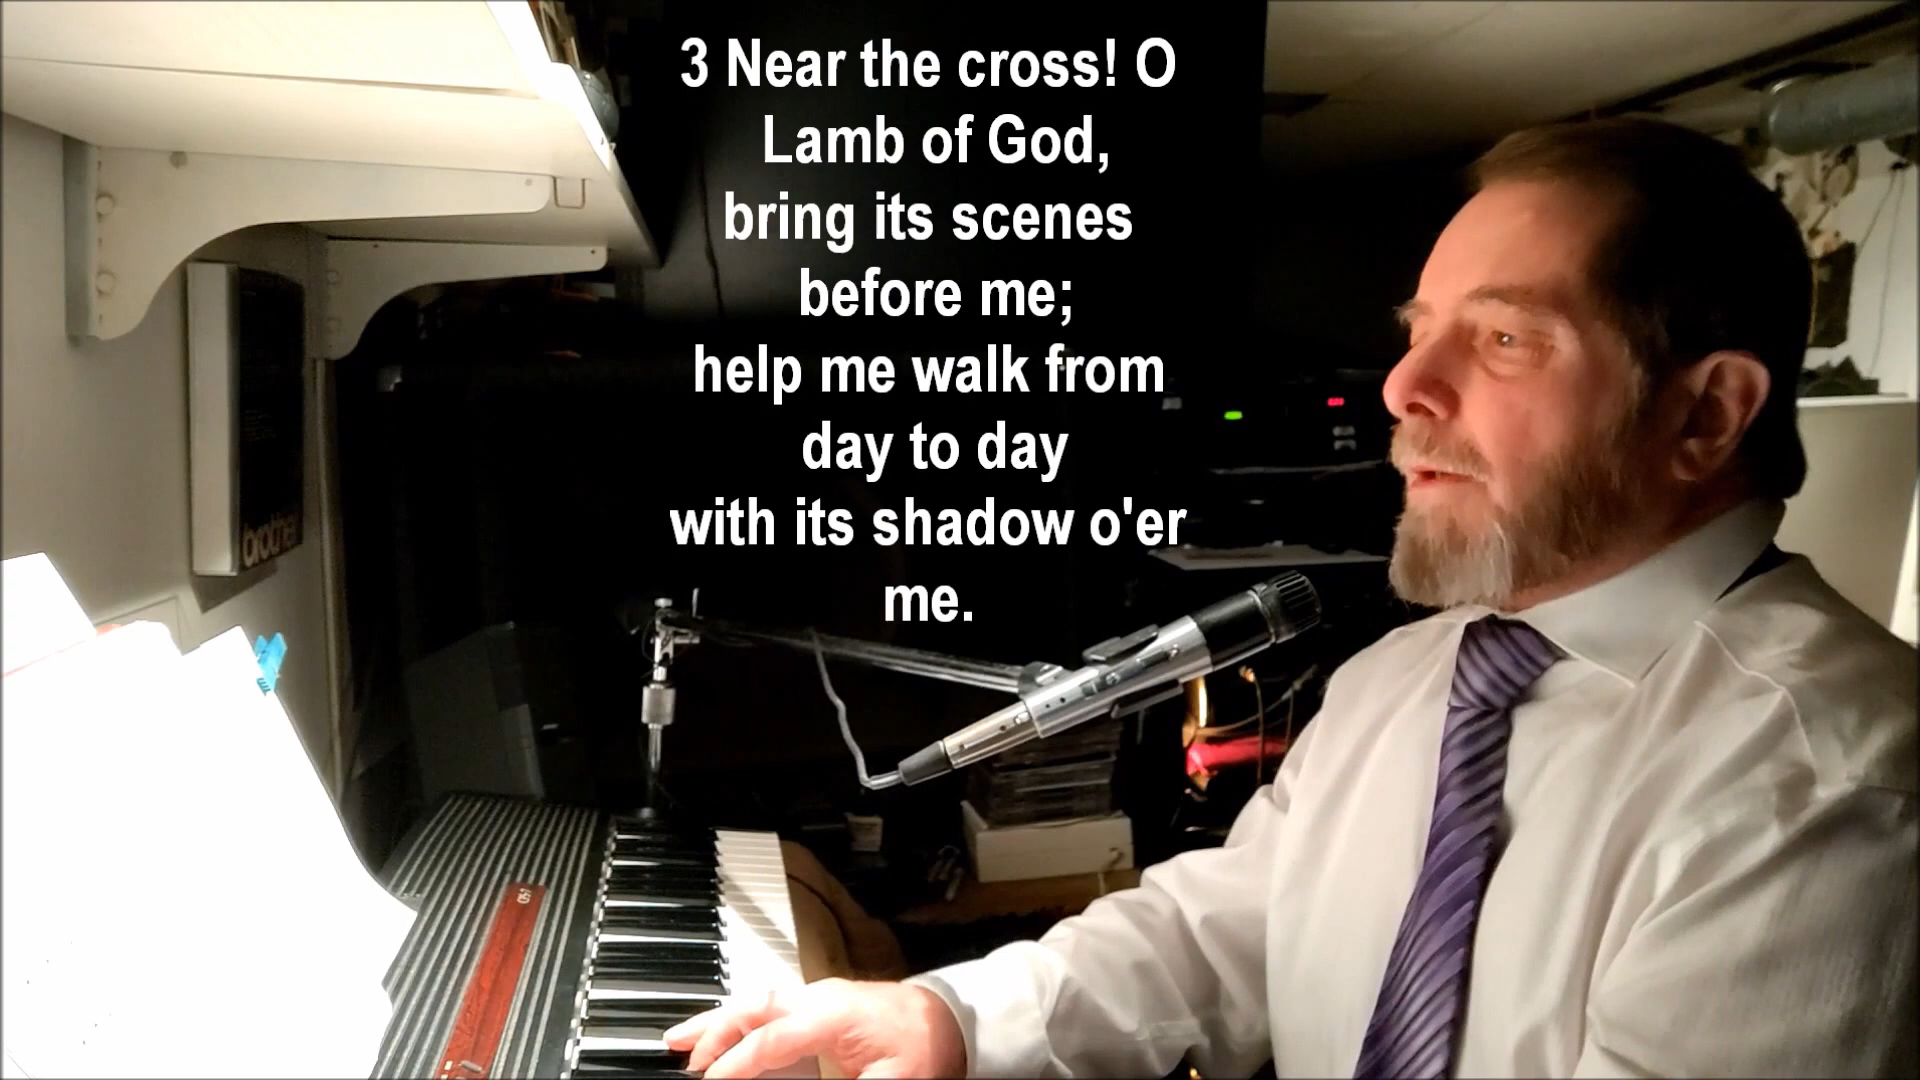 3 Near the cross! O
Lamb of God,
bring its scenes
before me;
help me walk from
day to day
with its shadow o'er
me.
brother